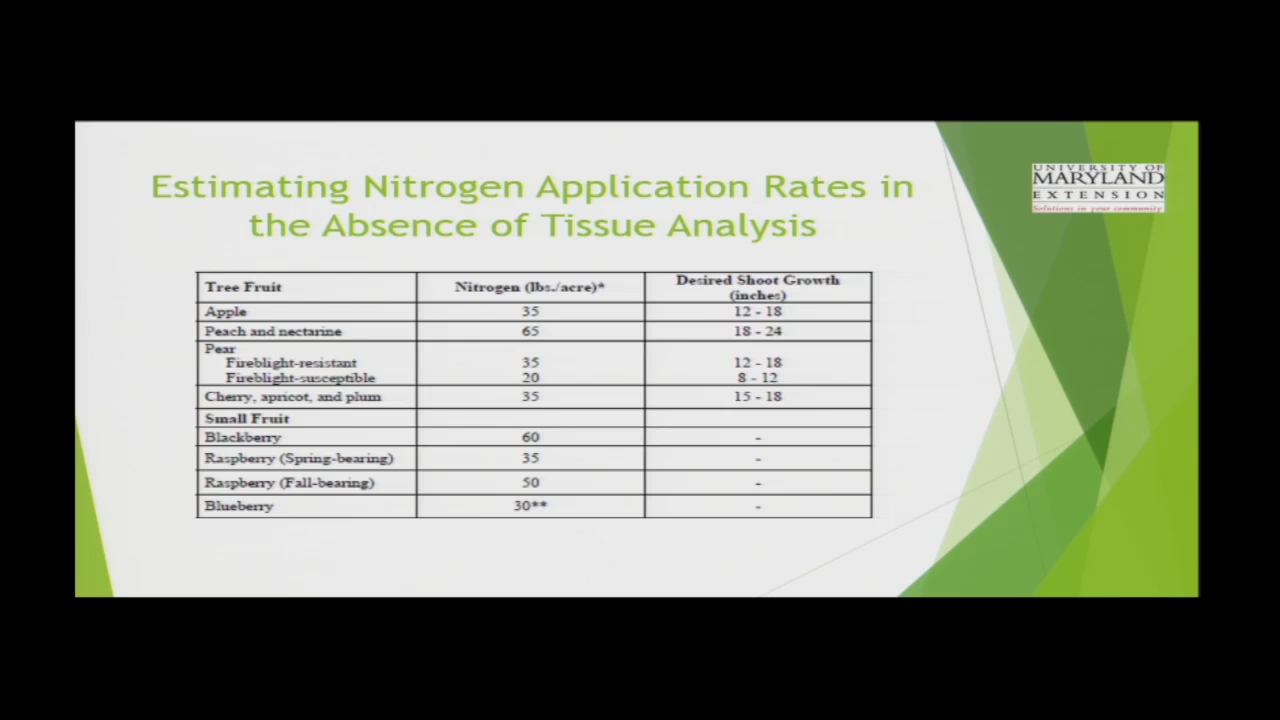 Estimating Nitrogen Application Rates in
the Absence of Tissue Analysis
UNIVERSITY OF
MARYLAND
EXTENSION
Solutions in your community
Tree Fruit Nitrogen (lbs./acre)* Desired Shoot Growth
(inches)
Apple 35 12 - 18
Peach and nectarine 65 18 - 24
Pear
Fireblight-resistant 35 12 - 18
Fireblight-susceptible 20 8 - 12
Cherry, apricot, and plum 35 15 - 18
Small Fruit
Blackberry 60 -
Raspberry (Spring-bearing) 35 -
Raspberry (Fall-bearing) 50 -
Blueberry 30** -